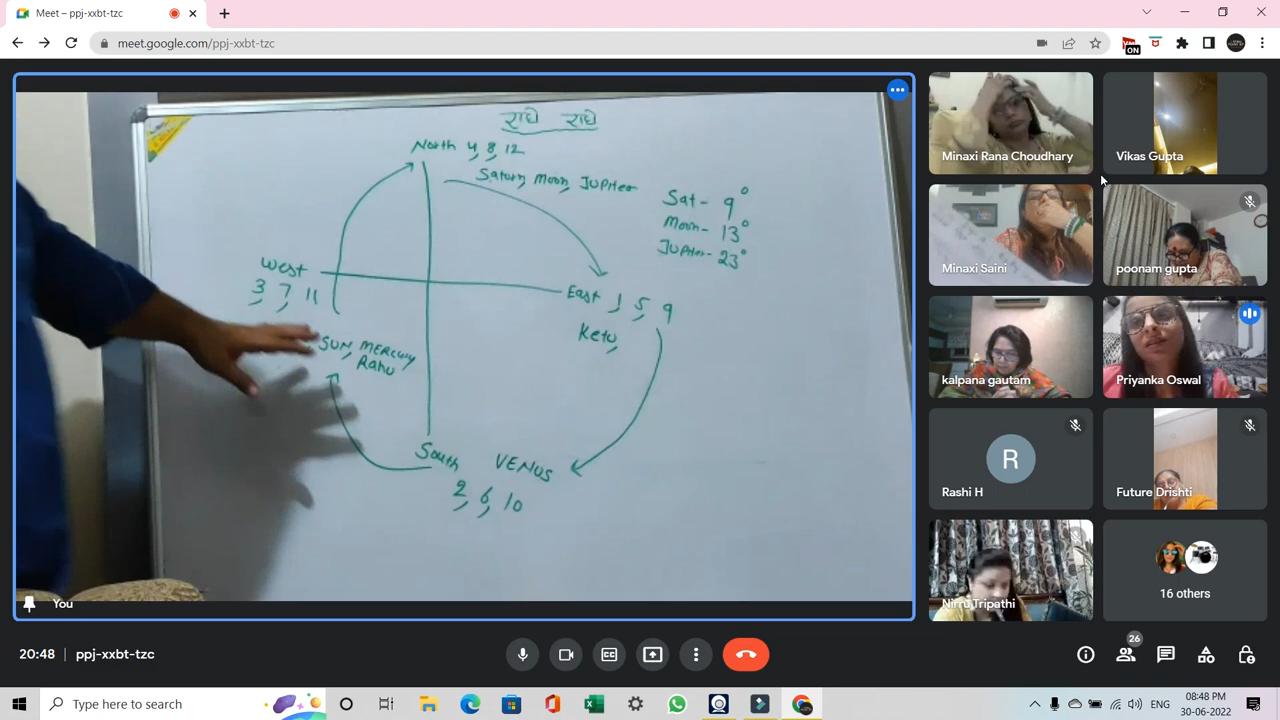 Meet – ppj-xxbt-tzc
meet.google.com/ppj-xxbt-tzc
ON
राधे राधे
North 4, 8, 12
Saturn, Moon, Jupiter
Sat- 9°
Moon- 13°
Jupiter- 23°
West
3, 7, 11
East 1, 5, 9
Ketu,
SUN, MERCURY
Rahu
South VENUS
2, 6, 10
You
Minaxi Rana Choudhary
Vikas Gupta
Minaxi Saini
poonam gupta
kalpana gautam
Priyanka Oswal
R
Rashi H
Future Drishti
Nirru Tripathi
16 others
20:48 | ppj-xxbt-tzc
CC
26
Type here to search
ENG
08:48 PM
30-06-2022